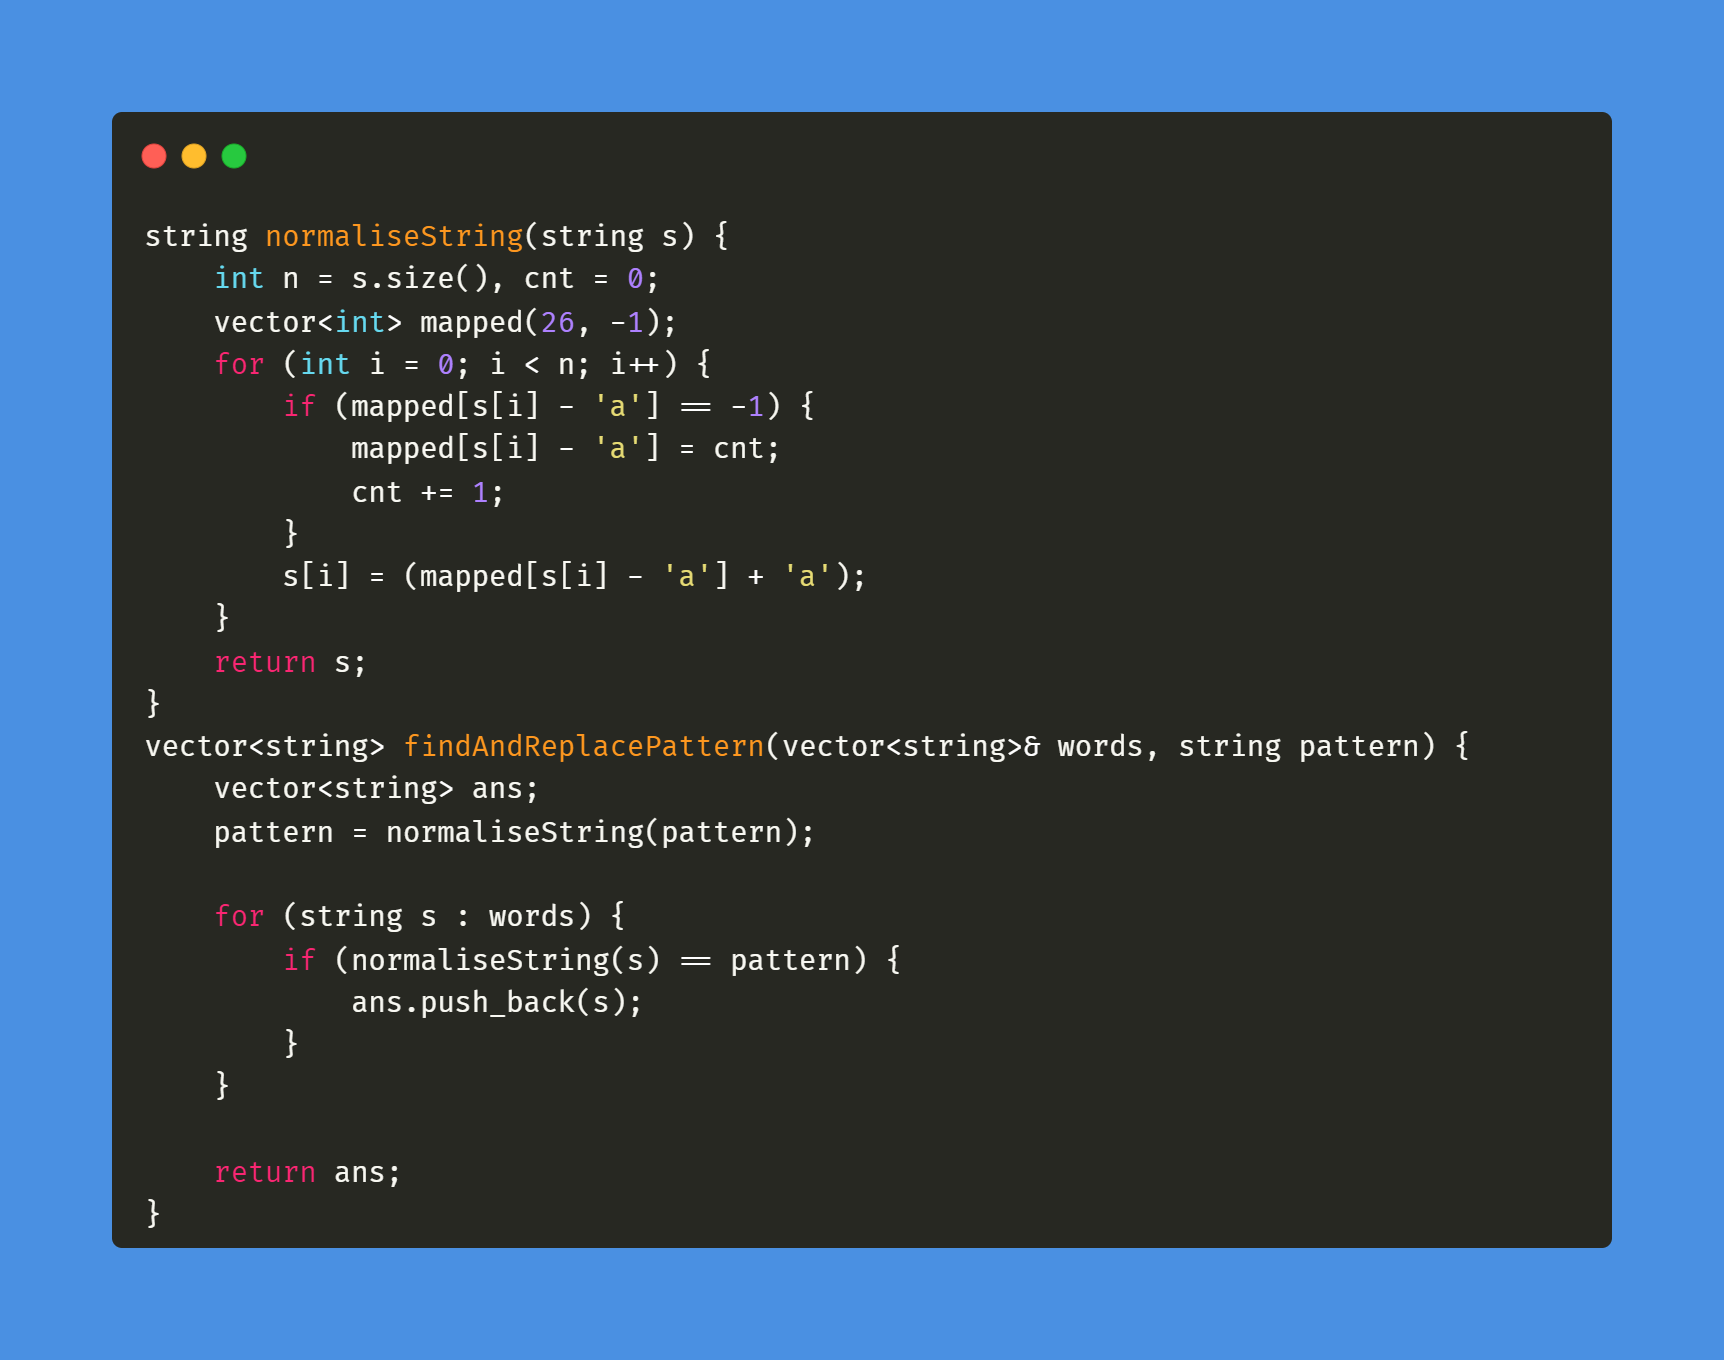 string normaliseString(string s) {
    int n = s.size(), cnt = 0;
    vector<int> mapped(26, -1);
    for (int i = 0; i < n; i++) {
        if (mapped[s[i] - 'a'] == -1) {
            mapped[s[i] - 'a'] = cnt;
            cnt += 1;
        }
        s[i] = (mapped[s[i] - 'a'] + 'a');
    }
    return s;
}
vector<string> findAndReplacePattern(vector<string>& words, string pattern) {
    vector<string> ans;
    pattern = normaliseString(pattern);

    for (string s : words) {
        if (normaliseString(s) == pattern) {
            ans.push_back(s);
        }
    }

    return ans;
}